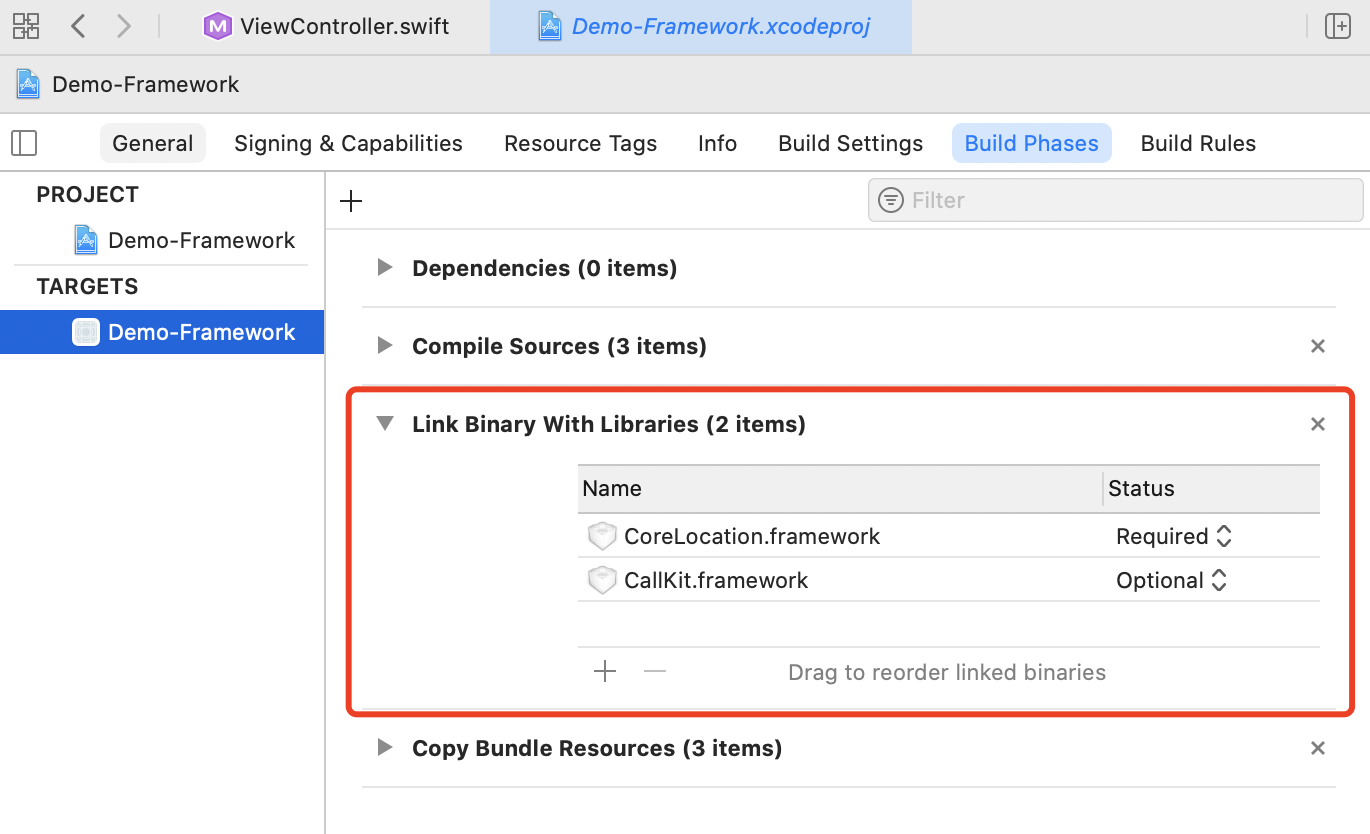 M ViewController.swift Demo-Framework.xcodeproj
Demo-Framework
General Signing & Capabilities Resource Tags Info Build Settings Build Phases Build Rules
PROJECT
Demo-Framework
TARGETS
Demo-Framework
Filter
Dependencies (0 items)
Compile Sources (3 items)
Link Binary With Libraries (2 items)
Name Status
CoreLocation.framework Required
CallKit.framework Optional
Drag to reorder linked binaries
Copy Bundle Resources (3 items)